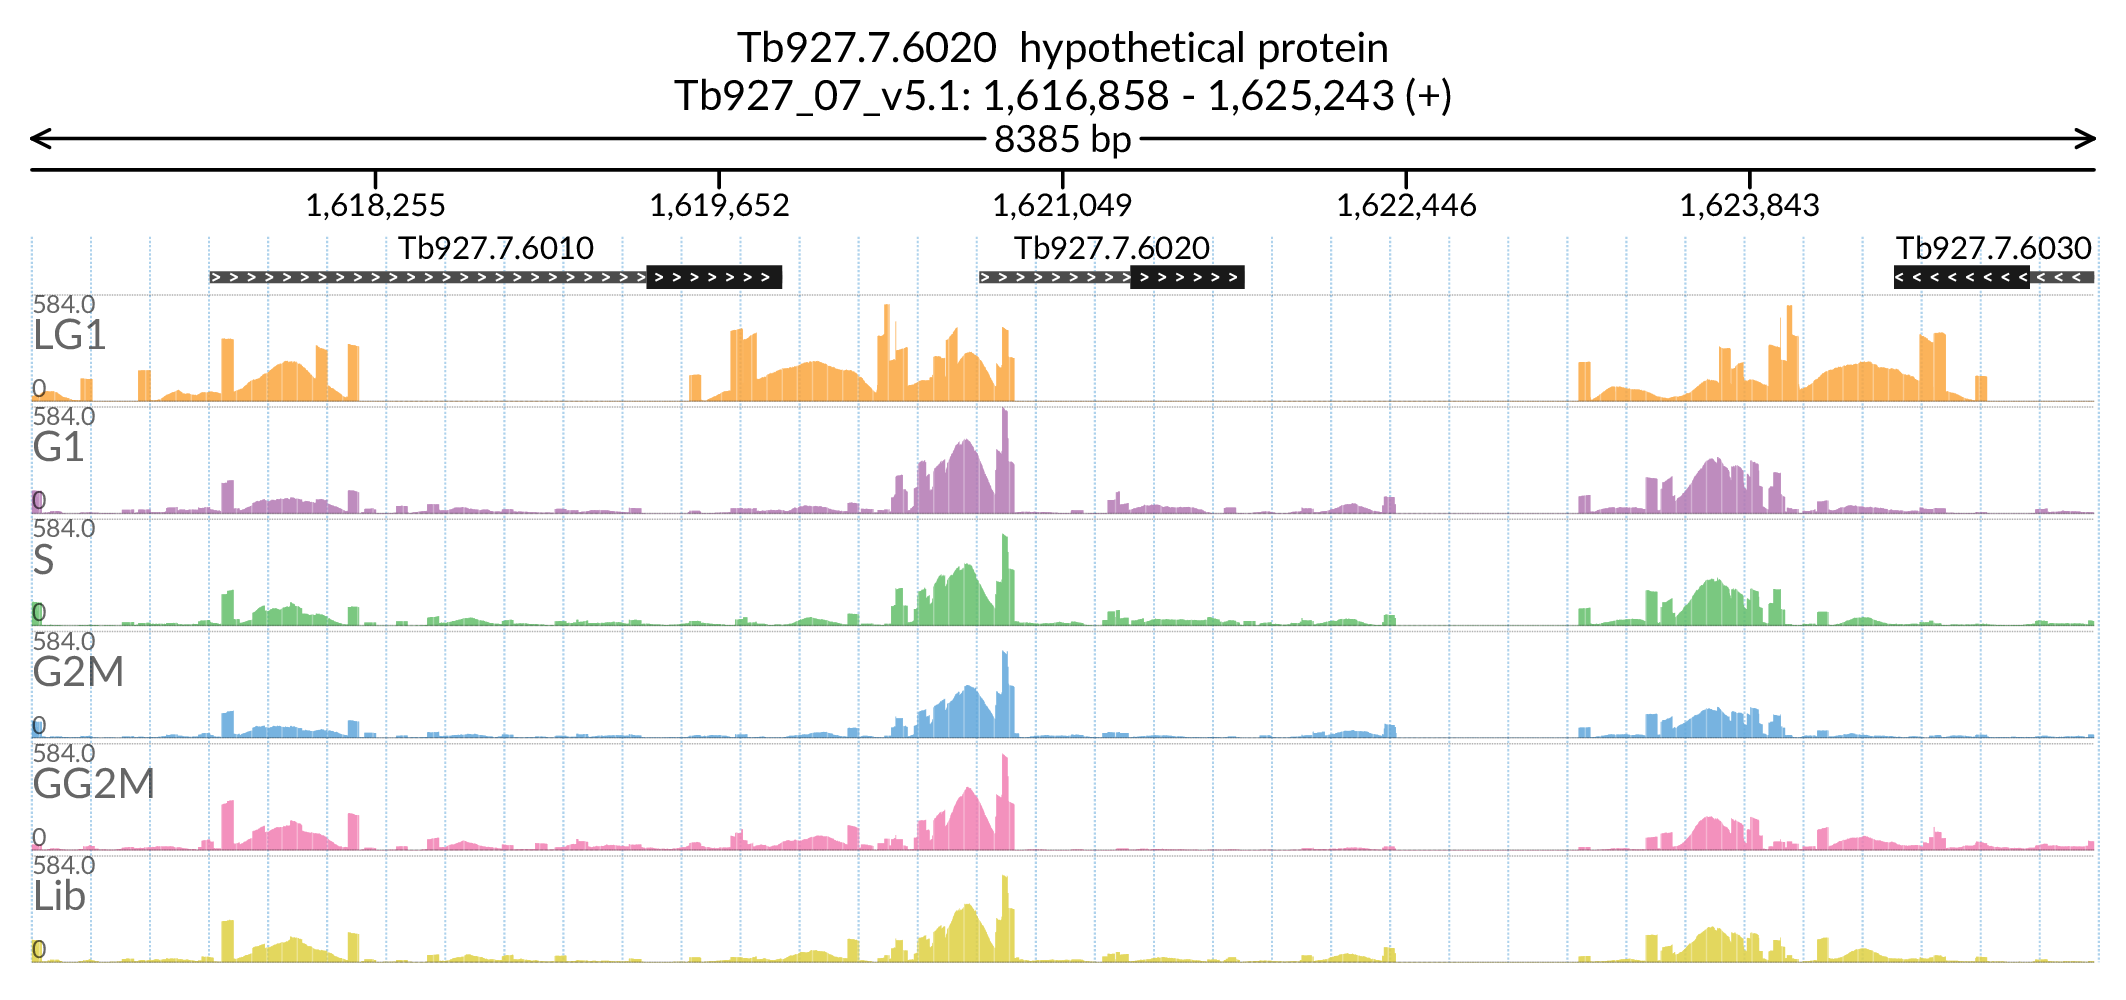 Tb927.7.6020 hypothetical protein
Tb927_07_v5.1: 1,616,858 - 1,625,243 (+)
8385 bp
1,618,255 1,619,652 1,621,049 1,622,446 1,623,843
Tb927.7.6010 Tb927.7.6020 Tb927.7.6030
584.0
LG1
0
584.0
G1
0
584.0
S
0
584.0
G2M
0
584.0
GG2M
0
584.0
Lib
0